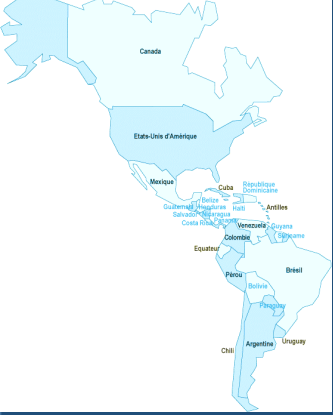 Canada
Etats-Unis d'Amérique
Mexique
Cuba
République
Dominicaine
Belize
Haïti
Guatemala
Honduras
Antilles
Salvador
Nicaragua
Panama
Costa Rica
Venezuela
Guyana
Colombie
Suriname
Equateur
Pérou
Brésil
Bolivie
Paraguay
Chili
Argentine
Uruguay